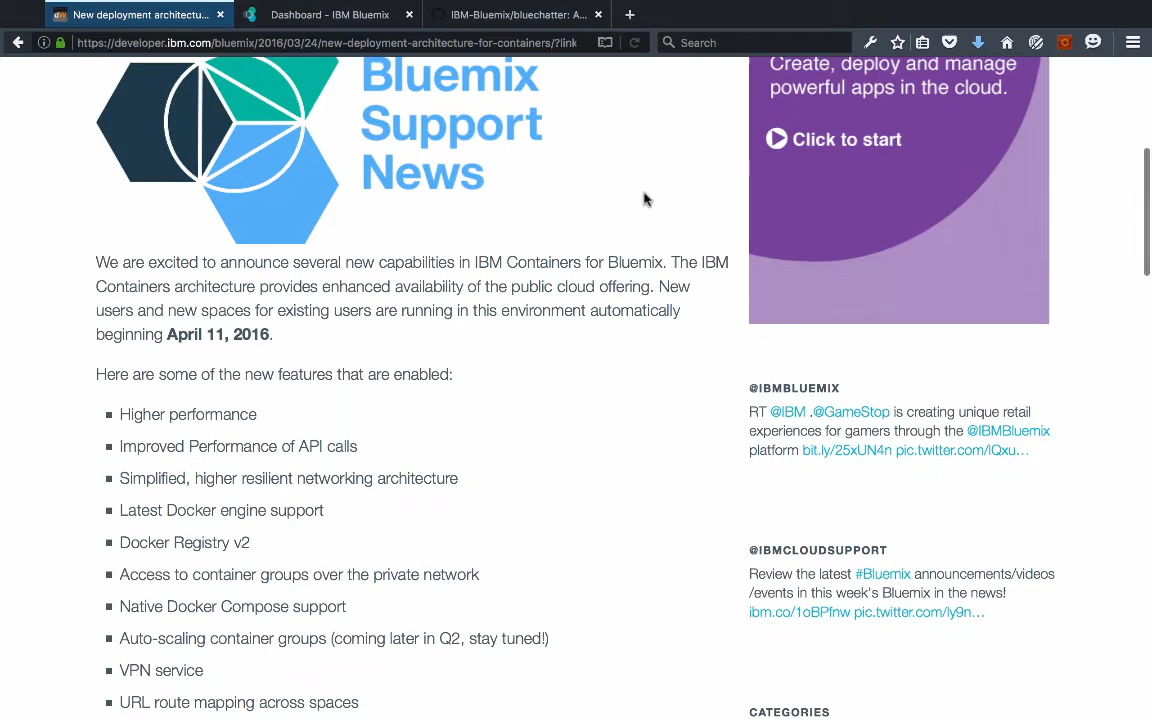 New deployment architectu...
Dashboard - IBM Bluemix
IBM-Bluemix/bluechatter: A...
https://developer.ibm.com/bluemix/2016/03/24/new-deployment-architecture-for-containers/?link
Search
Bluemix
Support
News
We are excited to announce several new capabilities in IBM Containers for Bluemix. The IBM
Containers architecture provides enhanced availability of the public cloud offering. New
users and new spaces for existing users are running in this environment automatically
beginning April 11, 2016.
Here are some of the new features that are enabled:
Higher performance
Improved Performance of API calls
Simplified, higher resilient networking architecture
Latest Docker engine support
Docker Registry v2
Access to container groups over the private network
Native Docker Compose support
Auto-scaling container groups (coming later in Q2, stay tuned!)
VPN service
URL route mapping across spaces
Create, deploy and manage
powerful apps in the cloud.
Click to start
@IBMBLUEMIX
RT @IBM .@GameStop is creating unique retail
experiences for gamers through the @IBMBluemix
platform bit.ly/25xUN4n pic.twitter.com/lQxu…
@IBMCLOUDSUPPORT
Review the latest #Bluemix announcements/videos
/events in this week's Bluemix in the news!
ibm.co/1oBPfnw pic.twitter.com/ly9n…
CATEGORIES